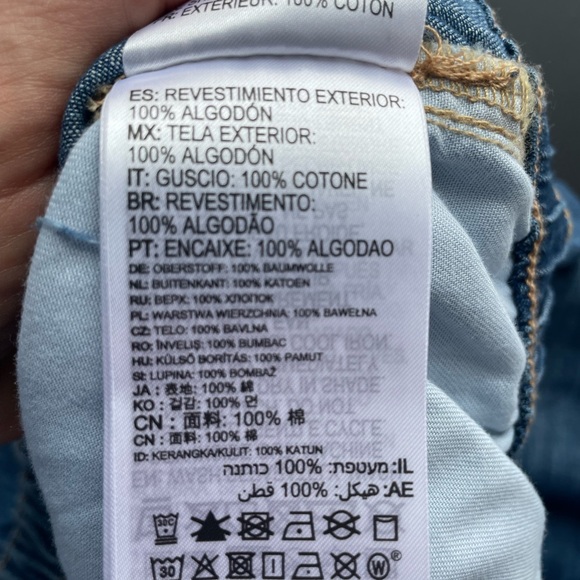 EXTÉRIEUR: 100% COTON
ES: REVESTIMIENTO EXTERIOR:
100% ALGODÓN
MX: TELA EXTERIOR:
100% ALGODÓN
IT: GUSCIO: 100% COTONE
BR: REVESTIMENTO:
100% ALGODÃO
PT: ENCAIXE: 100% ALGODAO
DE: OBERSTOFF: 100% BAUMWOLLE
NL: BUITENKANT: 100% KATOEN
RU: ВЕРХ: 100% ХЛОПОК
PL: WARSTWA WIERZCHNIA: 100% BAWEŁNA
CZ: TĚLO: 100% BAVLNA
RO: ÎNVELIȘ: 100% BUMBAC
HU: KÜLSŐ BORÍTÁS: 100% PAMUT
SI: LUPINA: 100% BOMBAŽ
JA : 表地: 100% 綿
KO : 겉감: 100% 면
CN : 面料: 100% 棉
CN : 面料: 100% 棉
ID: KERANGKA/KULIT: 100% KATUN
IL: מעטפת: 100% כותנה
AE: هيكل: 100% قطن
30C
30 W®